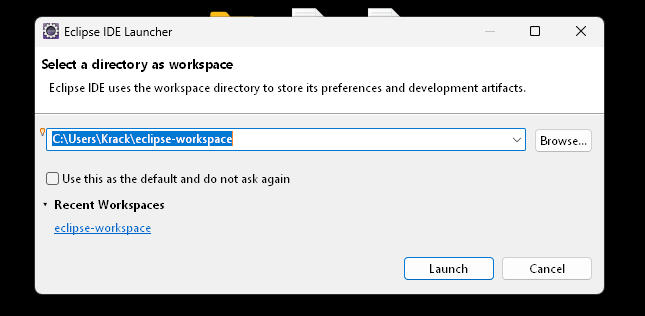 Eclipse IDE Launcher
Select a directory as workspace
Eclipse IDE uses the workspace directory to store its preferences and development artifacts.
C:\Users\Krack\eclipse-workspace
Browse...
Use this as the default and do not ask again
Recent Workspaces
eclipse-workspace
Launch
Cancel